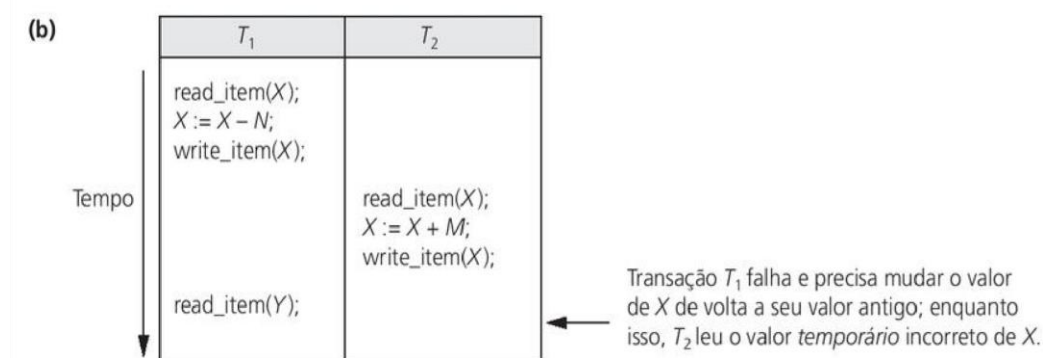 (b)
T1
T2
read_item(X);
X := X – N;
write_item(X);
Tempo
read_item(X);
X := X + M;
write_item(X);
read_item(Y);
Transação T1 falha e precisa mudar o valor
de X de volta a seu valor antigo; enquanto
isso, T2 leu o valor temporário incorreto de X.